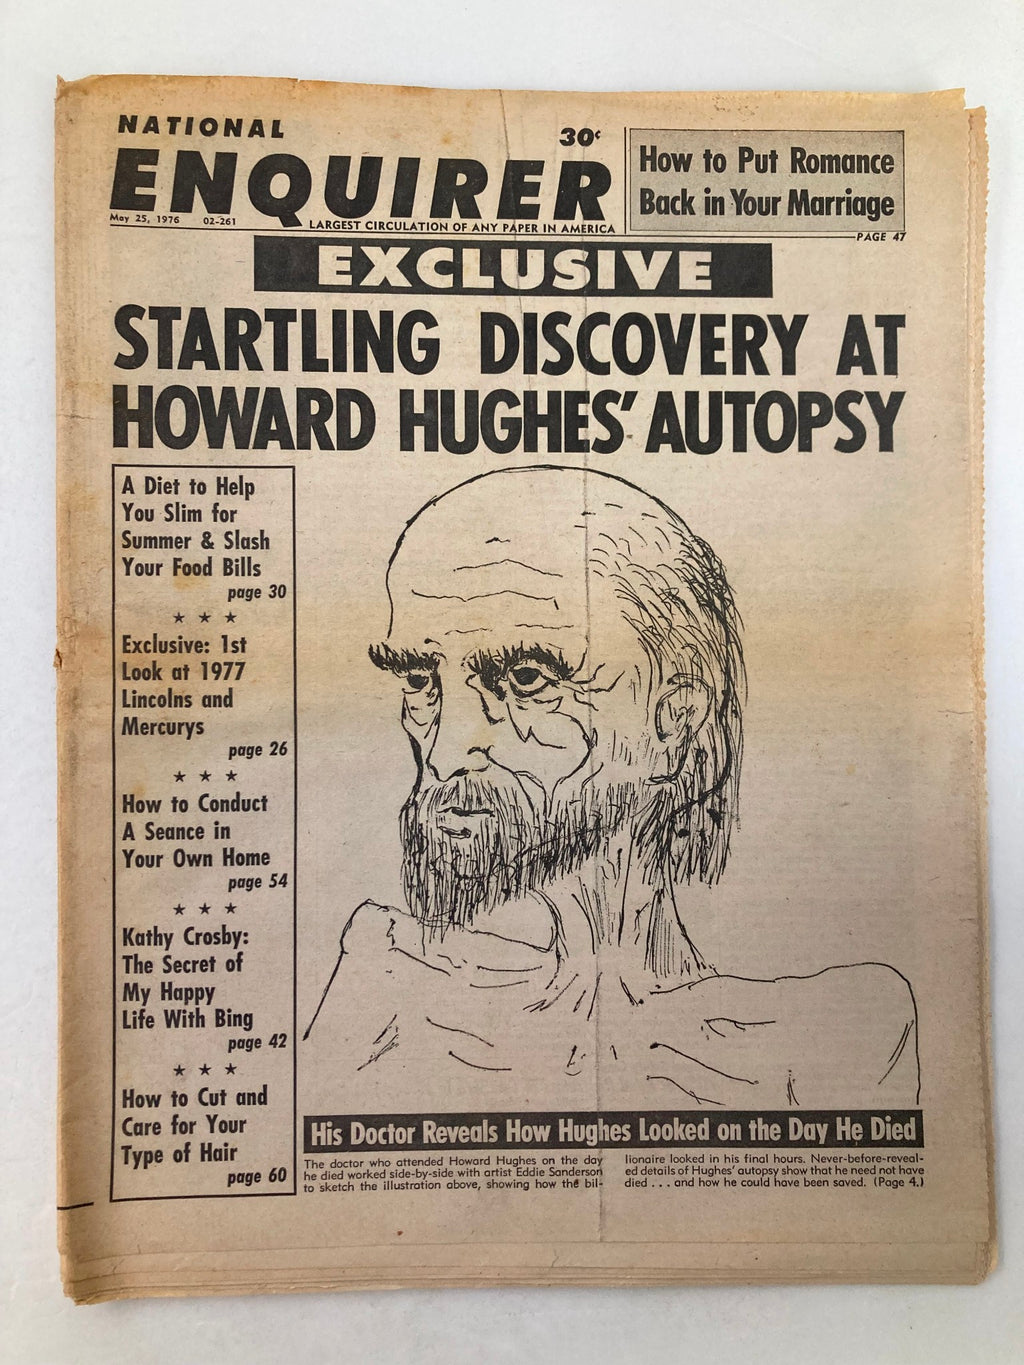 NATIONAL
ENQUIRER
30¢
May 25, 1976 02-261
LARGEST CIRCULATION OF ANY PAPER IN AMERICA
How to Put Romance
Back in Your Marriage
PAGE 47
EXCLUSIVE
STARTLING DISCOVERY AT
HOWARD HUGHES' AUTOPSY
A Diet to Help
You Slim for
Summer & Slash
Your Food Bills
page 30
★ ★ ★
Exclusive: 1st
Look at 1977
Lincolns and
Mercurys
page 26
★ ★ ★
How to Conduct
A Seance in
Your Own Home
page 54
★ ★ ★
Kathy Crosby:
The Secret of
My Happy
Life With Bing
page 42
★ ★ ★
How to Cut and
Care for Your
Type of Hair
page 60
His Doctor Reveals How Hughes Looked on the Day He Died
The doctor who attended Howard Hughes on the day
he died worked side-by-side with artist Eddie Sanderson
to sketch the illustration above, showing how the bil-
lionaire looked in his final hours. Never-before-reveal-
ed details of Hughes' autopsy show that he need not have
died . . . and how he could have been saved. (Page 4.)